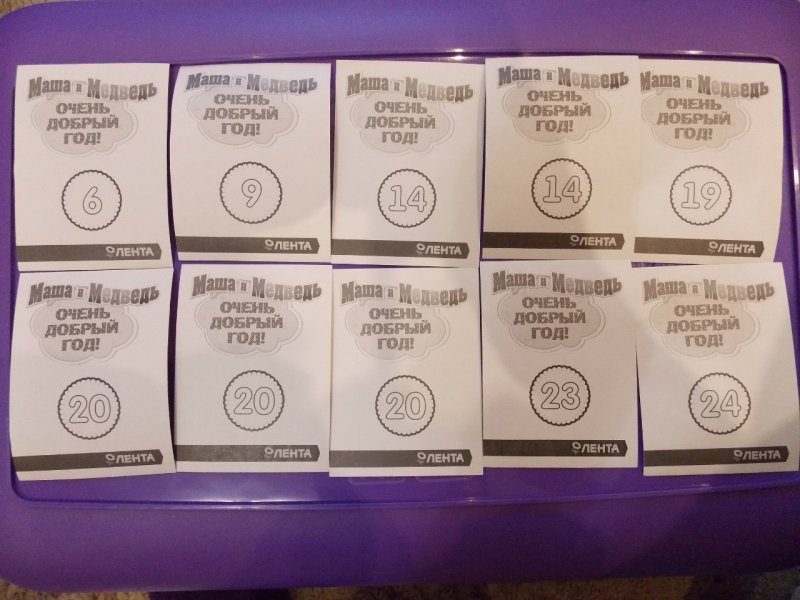 Маша и Медведь
ОЧЕНЬ
ДОБРЫЙ
ГОД!
6
ЛЕНТА
Маша и Медведь
ОЧЕНЬ
ДОБРЫЙ
ГОД!
9
ЛЕНТА
Маша и Медведь
ОЧЕНЬ
ДОБРЫЙ
ГОД!
14
ЛЕНТА
Маша и Медведь
ОЧЕНЬ
ДОБРЫЙ
ГОД!
14
ЛЕНТА
Маша и Медведь
ОЧЕНЬ
ДОБРЫЙ
ГОД!
19
ЛЕНТА
Маша и Медведь
ОЧЕНЬ
ДОБРЫЙ
ГОД!
20
ЛЕНТА
Маша и Медведь
ОЧЕНЬ
ДОБРЫЙ
ГОД!
20
ЛЕНТА
Маша и Медведь
ОЧЕНЬ
ДОБРЫЙ
ГОД!
20
ЛЕНТА
Маша и Медведь
ОЧЕНЬ
ДОБРЫЙ
ГОД!
23
ЛЕНТА
Маша и Медведь
ОЧЕНЬ
ДОБРЫЙ
ГОД!
24
ЛЕНТА